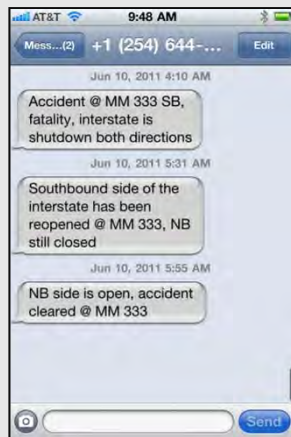 AT&T 9:48 AM
Mess...(2) +1 (254) 644-... Edit
Jun 10, 2011 4:10 AM
Accident @ MM 333 SB,
fatality, interstate is
shutdown both directions
Jun 10, 2011 5:31 AM
Southbound side of the
interstate has been
reopened @ MM 333, NB
still closed
Jun 10, 2011 5:55 AM
NB side is open, accident
cleared @ MM 333
Send